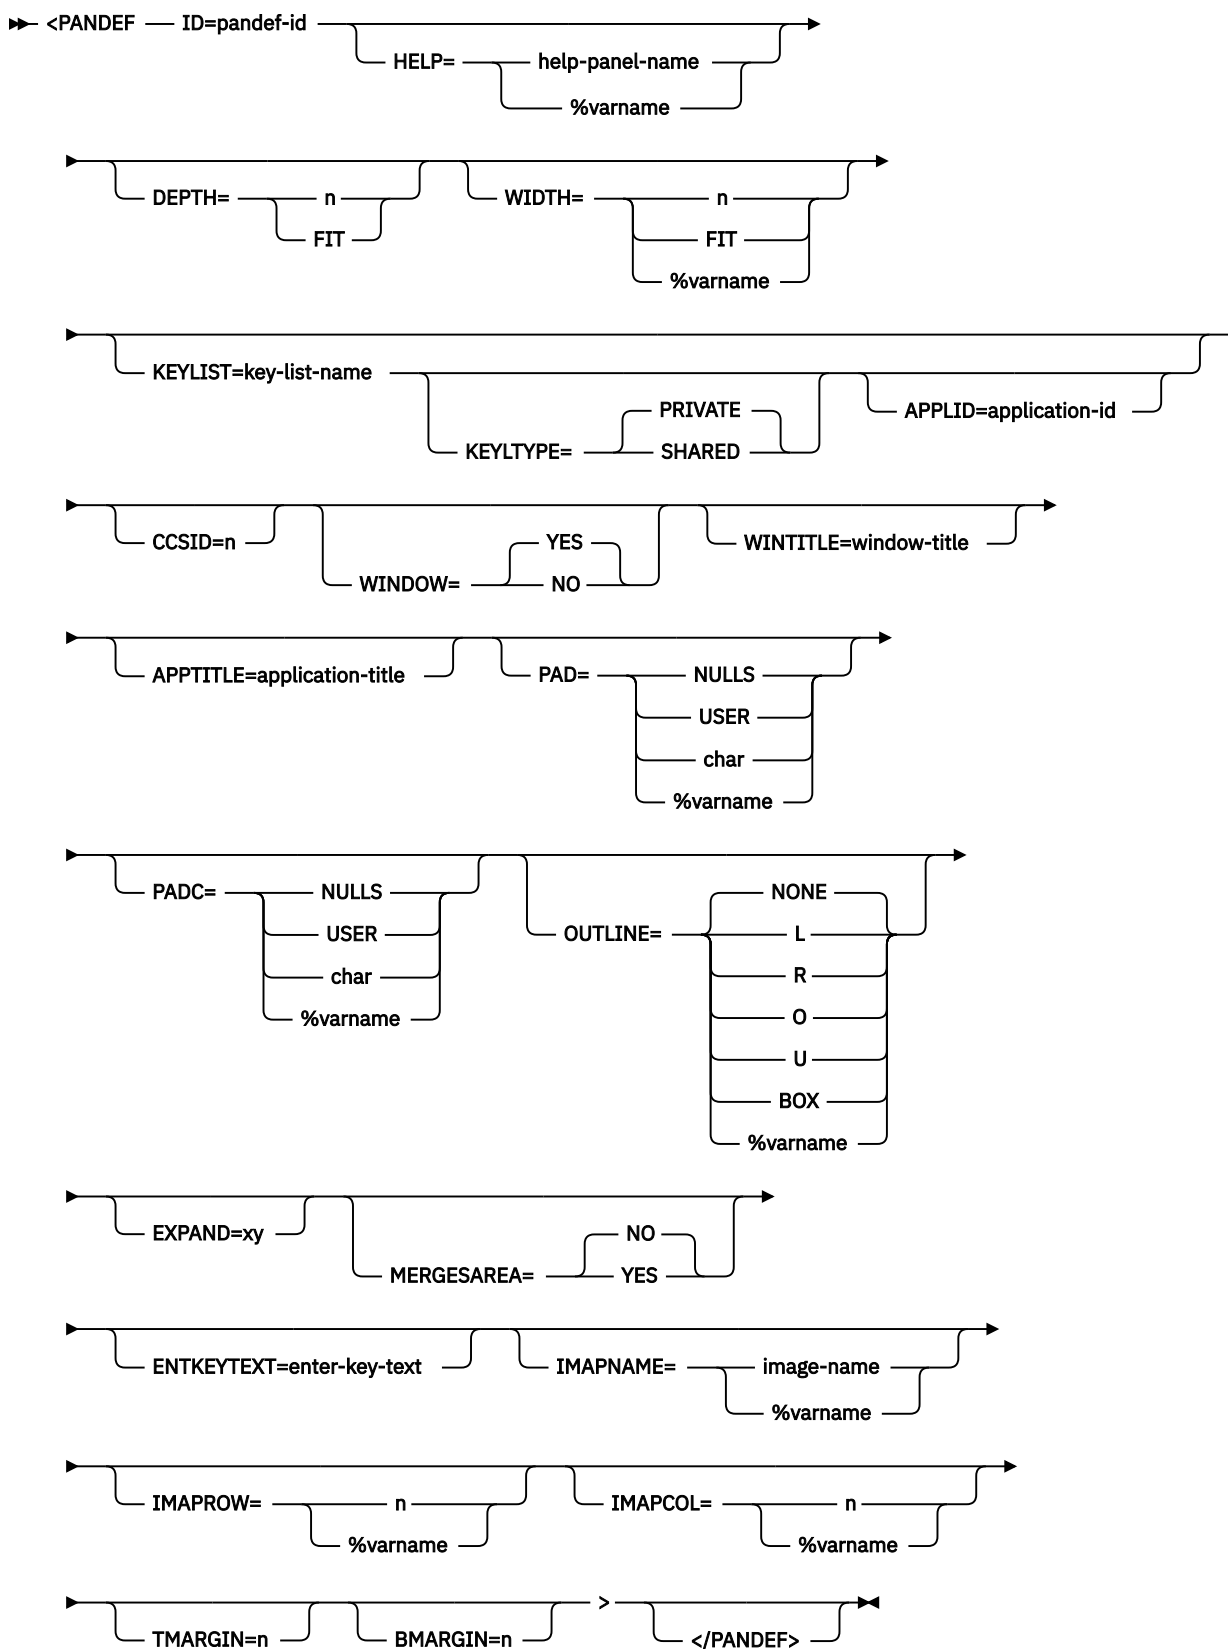 <PANDEF ID=pandef-id
HELP= help-panel-name
%varname
DEPTH= n WIDTH= n
FIT FIT
%varname
KEYLIST=key-list-name
PRIVATE APPLID=application-id
KEYLTYPE= SHARED
CCSID=n YES WINTITLE=window-title
WINDOW= NO
APPTITLE=application-title PAD= NULLS
USER
char
%varname
PADC= NULLS NONE
USER OUTLINE= L
char R
%varname O
U
BOX
%varname
EXPAND=xy NO
MERGESAREA= YES
ENTKEYTEXT=enter-key-text IMAPNAME= image-name
%varname
IMAPROW= n IMAPCOL= n
%varname %varname
>
TMARGIN=n BMARGIN=n </PANDEF>